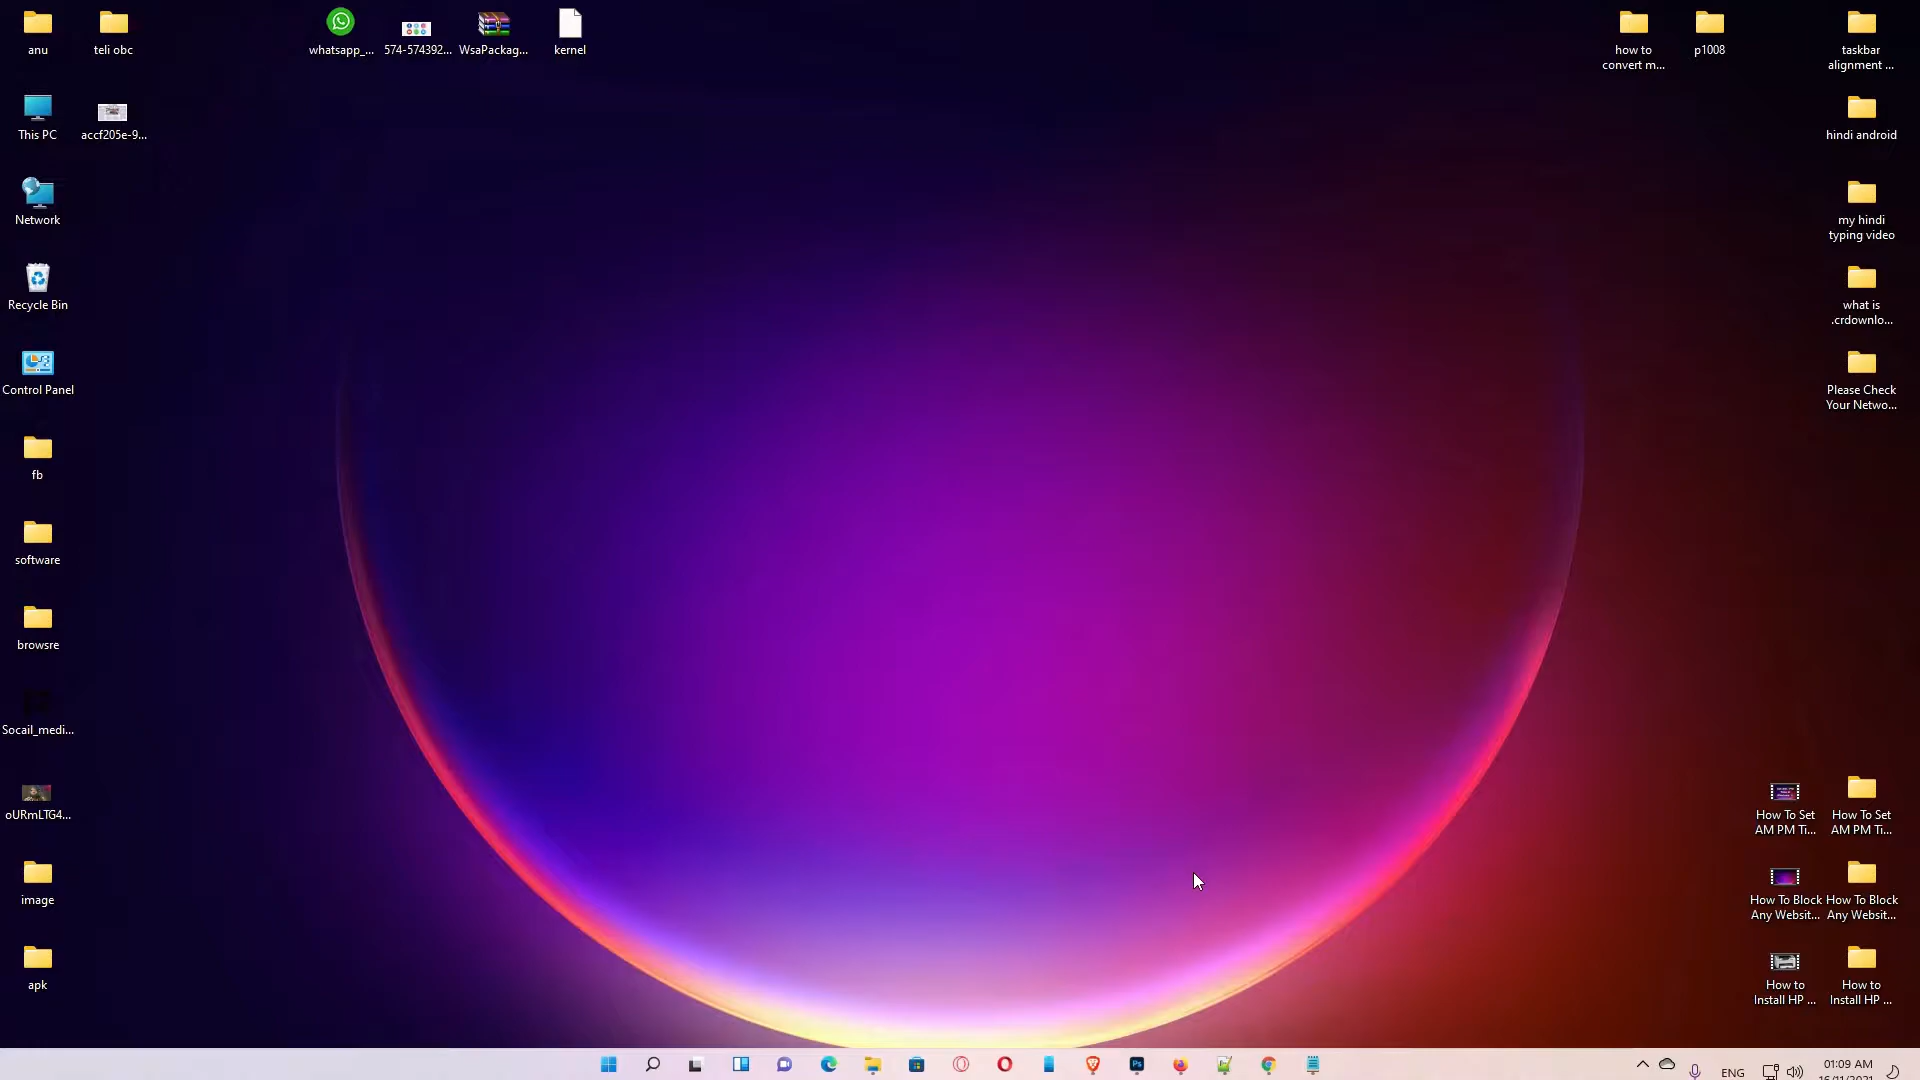 anu
teli obc
whatsapp_...
574-574392...
WsaPackag...
kernel
how to
convert m...
p1008
taskbar
alignment ...
This PC
accf205e-9...
hindi android
Network
my hindi
typing video
Recycle Bin
what is
.crdownlo...
Control Panel
Please Check
Your Netwo...
fb
software
browsre
Socail_medi...
oURmLTG4...
How To Set
AM PM Ti...
How To Set
AM PM Ti...
image
How To Block
Any Websit...
How To Block
Any Websit...
apk
How to
Install HP ...
How to
Install HP ...
Ps
ENG
01:09 AM
16/11/2021